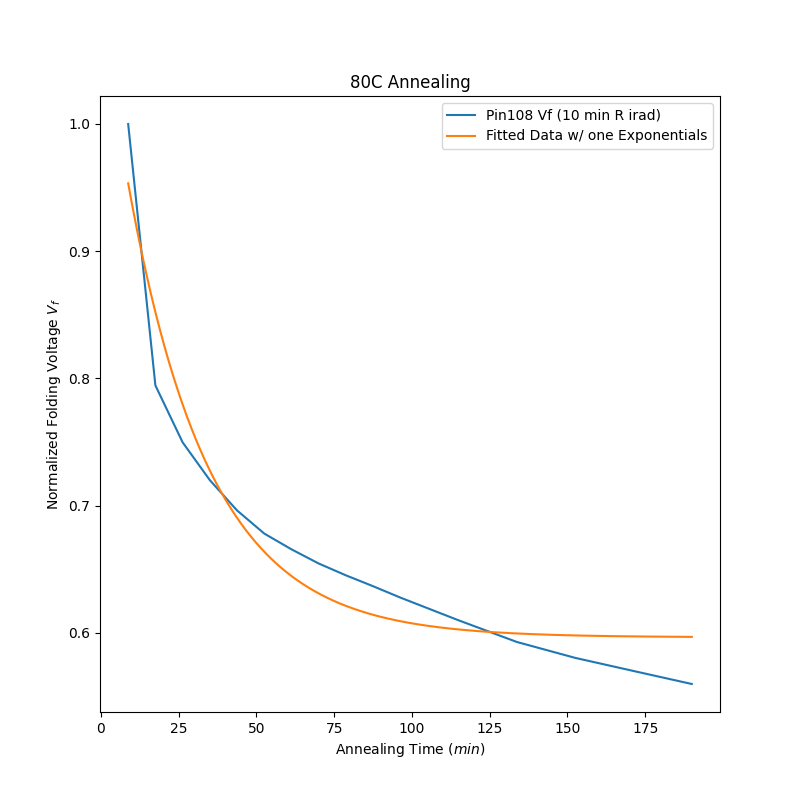 80C Annealing
Pin108 Vf (10 min R irad)
Fitted Data w/ one Exponentials
Normalized Folding Voltage V_f
1.0
0.9
0.8
0.7
0.6
0 25 50 75 100 125 150 175
Annealing Time (min)